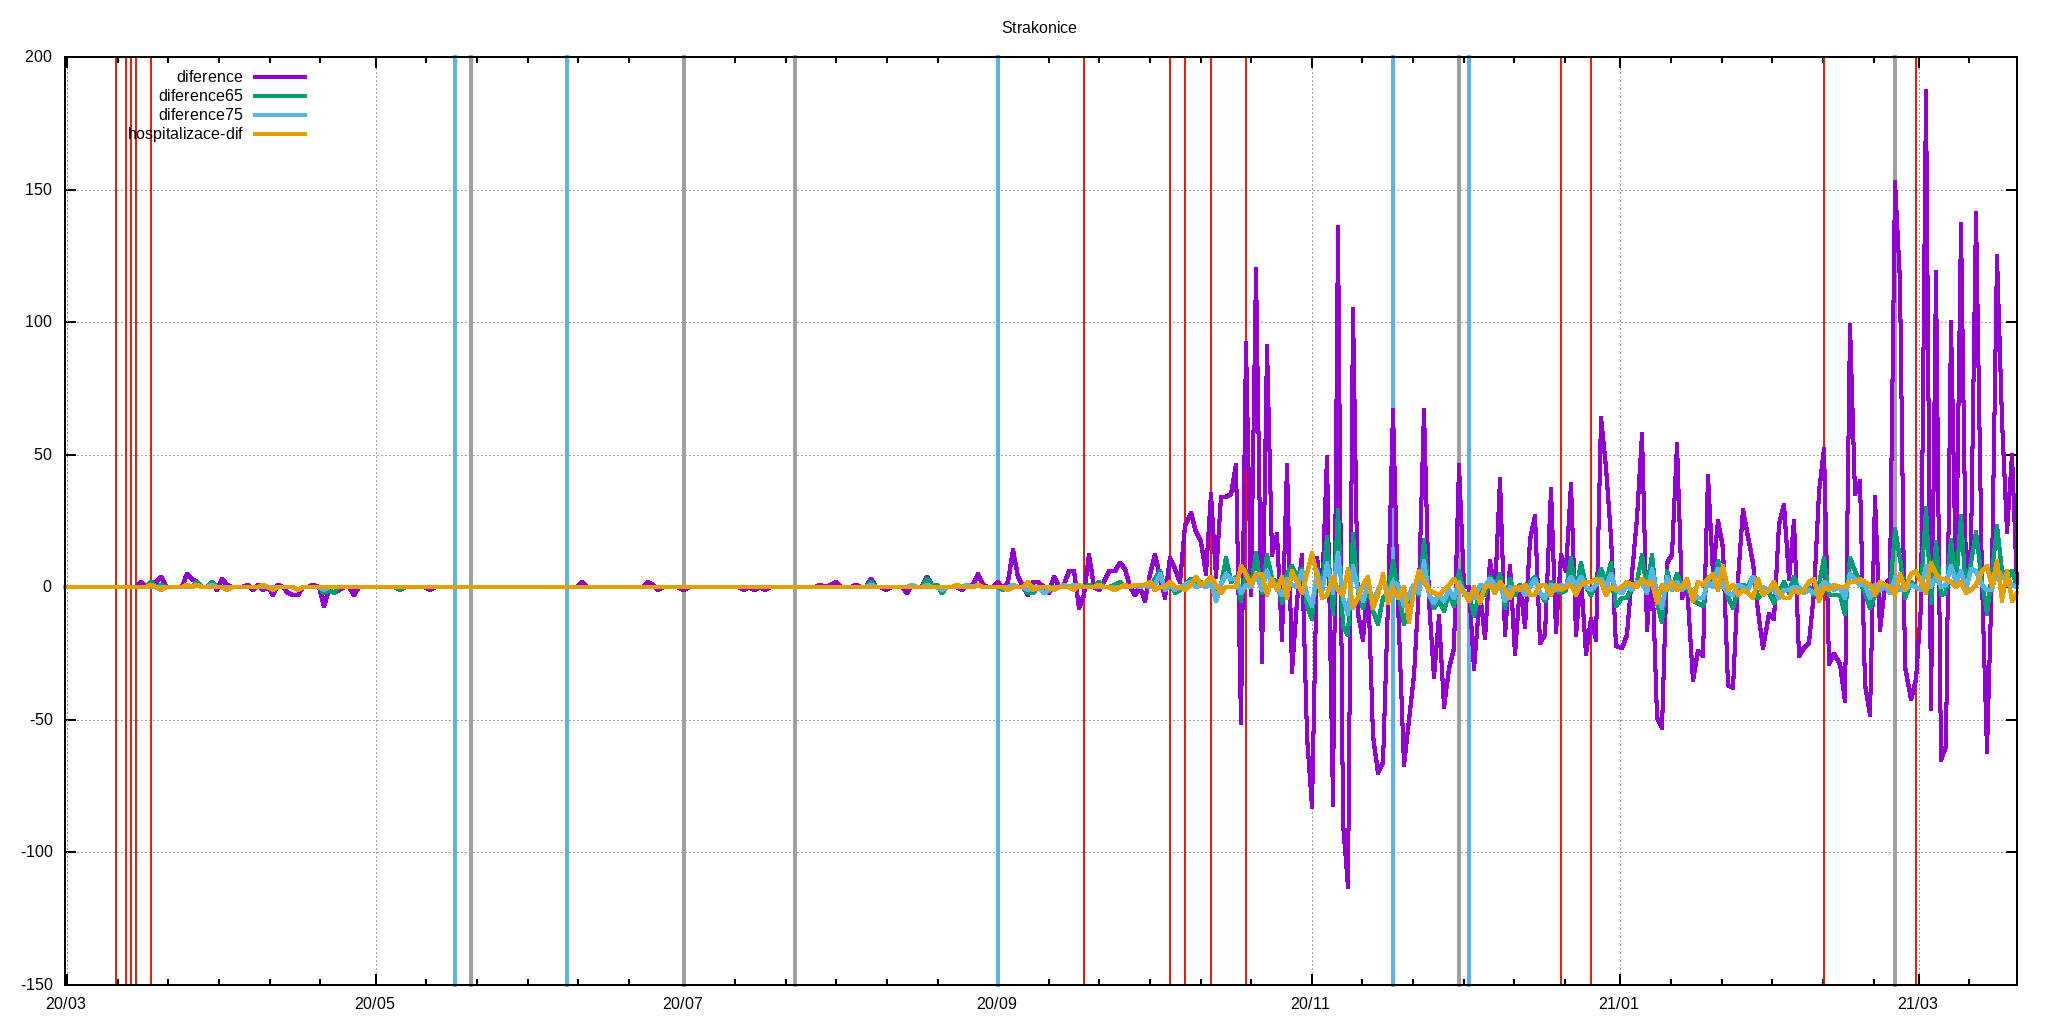 Strakonice
200
150
100
50
0
-50
-100
-150
diference
diference65
diference75
hospitalizace-dif
20/03 20/05 20/07 20/09 20/11 21/01 21/03